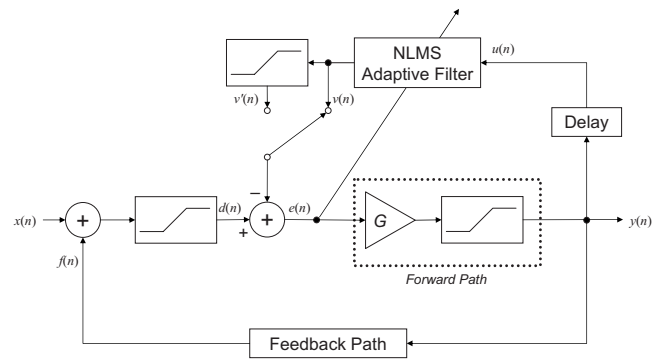 NLMS
Adaptive Filter
u(n)
v'(n)
v(n)
Delay
−
x(n)
+
d(n)
+
+
e(n)
G
y(n)
f(n)
Forward Path
Feedback Path